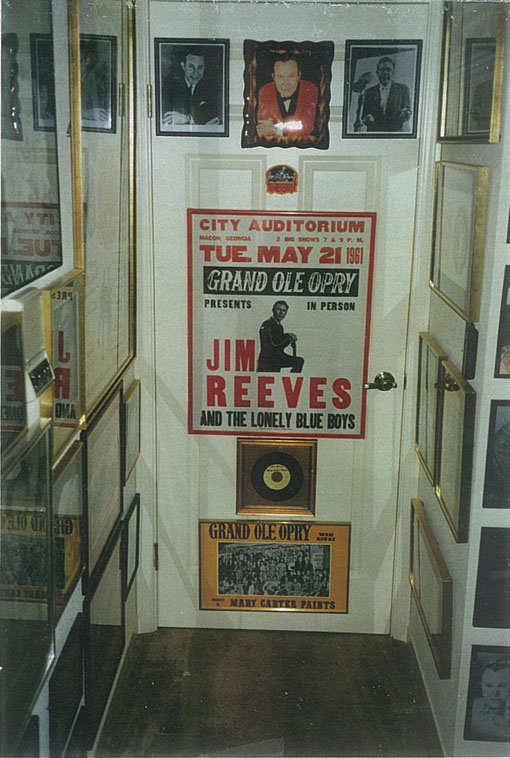 CITY AUDITORIUM
MACON, GEORGIA 2 BIG SHOWS 7 & 9 P. M.
TUE. MAY 21 1961
GRAND OLE OPRY
PRESENTS IN PERSON
JIM
REEVES
AND THE LONELY BLUE BOYS
GRAND OLE OPRY WSM
MARY CARTER PAINTS